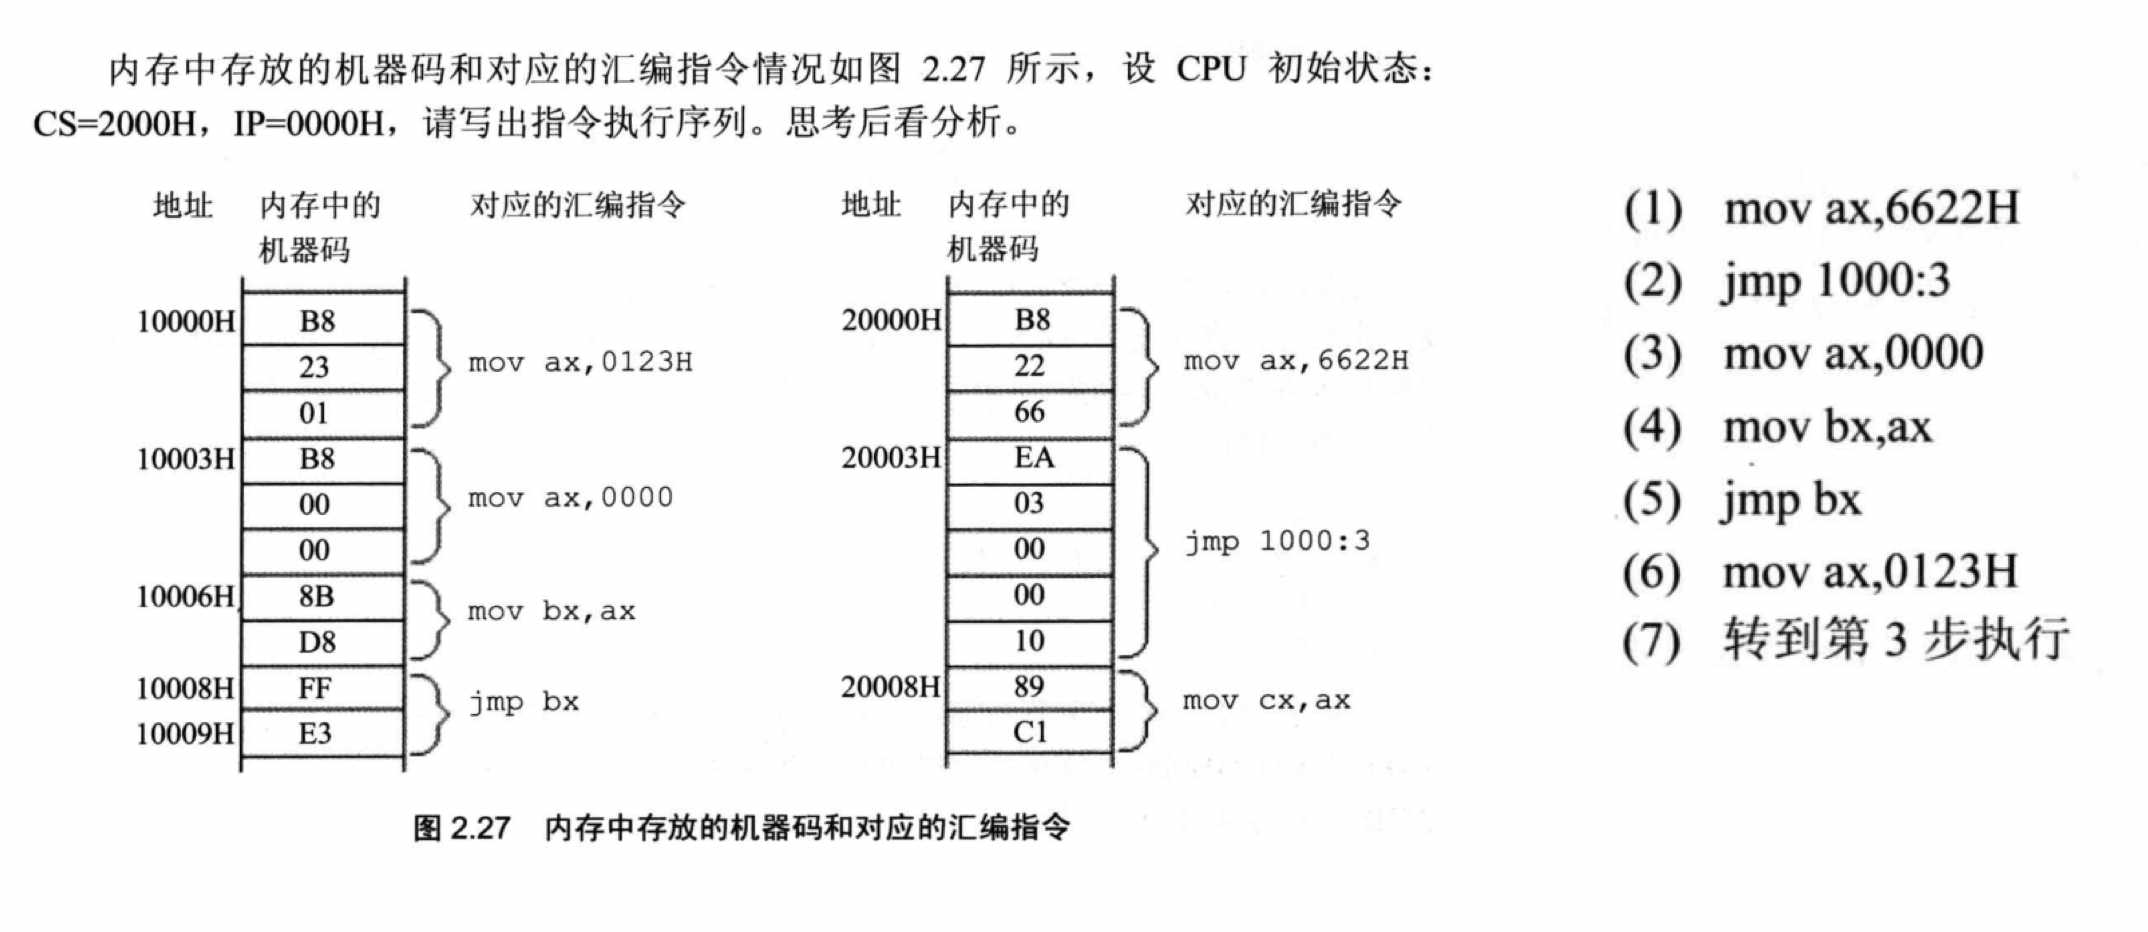 内存中存放的机器码和对应的汇编指令情况如图 2.27 所示，设 CPU 初始状态：
CS=2000H，IP=0000H，请写出指令执行序列。思考后看分析。
地址 内存中的 对应的汇编指令
机器码
10000H B8
23 mov ax,0123H
01
10003H B8
00 mov ax,0000
00
10006H 8B
mov bx,ax
D8
10008H FF
jmp bx
10009H E3
地址 内存中的 对应的汇编指令
机器码
20000H B8
22 mov ax,6622H
66
20003H EA
03
00 jmp 1000:3
00
10
20008H 89
mov cx,ax
C1
图 2.27 内存中存放的机器码和对应的汇编指令
(1) mov ax,6622H
(2) jmp 1000:3
(3) mov ax,0000
(4) mov bx,ax
(5) jmp bx
(6) mov ax,0123H
(7) 转到第 3 步执行